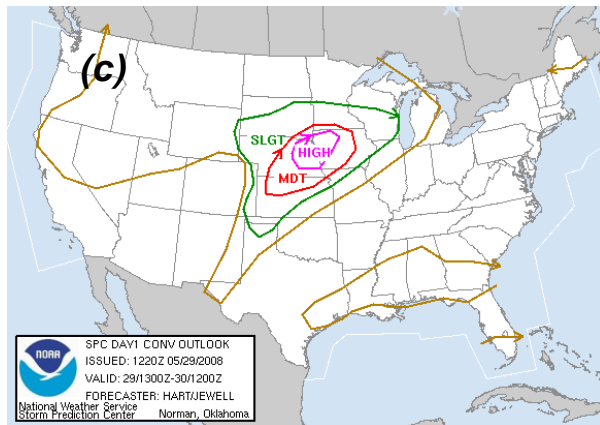 (c)
SLGT
HIGH
MDT
NOAA
SPC DAY1 CONV OUTLOOK
ISSUED: 1220Z 05/29/2008
VALID: 29/1300Z-30/1200Z
FORECASTER: HART/JEWELL
National Weather Service
Storm Prediction Center Norman, Oklahoma